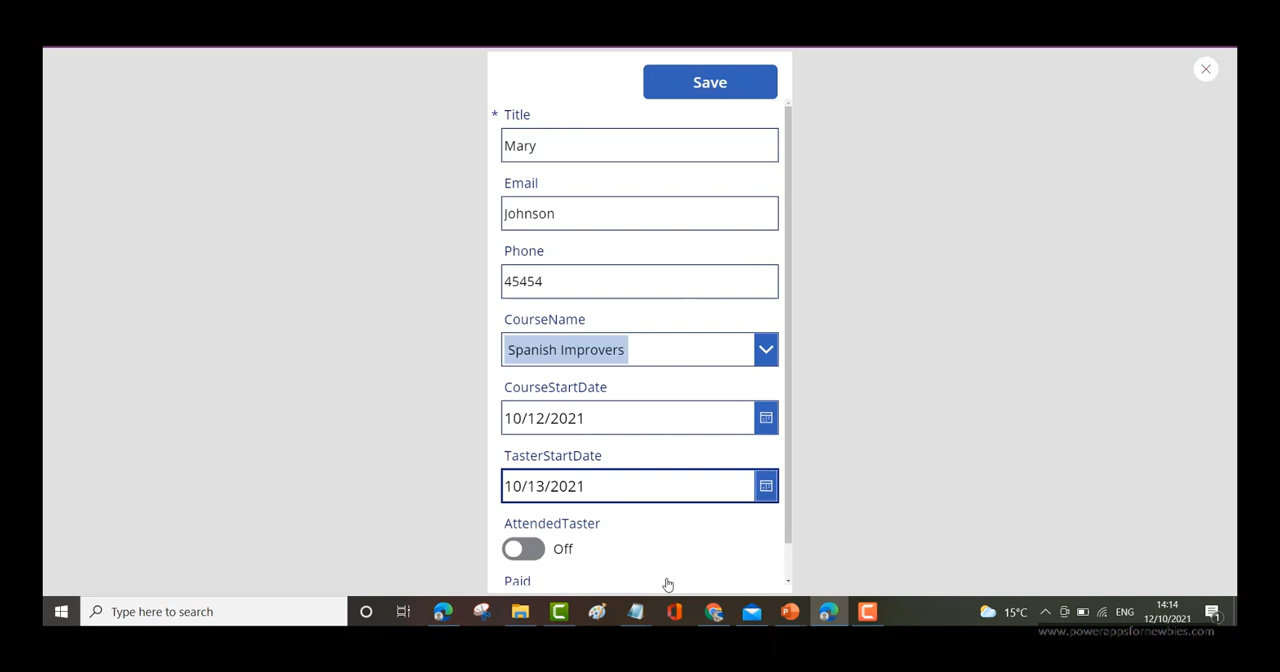 Save
* Title
Mary
Email
Johnson
Phone
45454
CourseName
Spanish Improvers
CourseStartDate
10/12/2021
TasterStartDate
10/13/2021
AttendedTaster
Off
Paid
Type here to search
15°C
ENG
14:14
12/10/2021
1
www.powerappsfornewbies.com